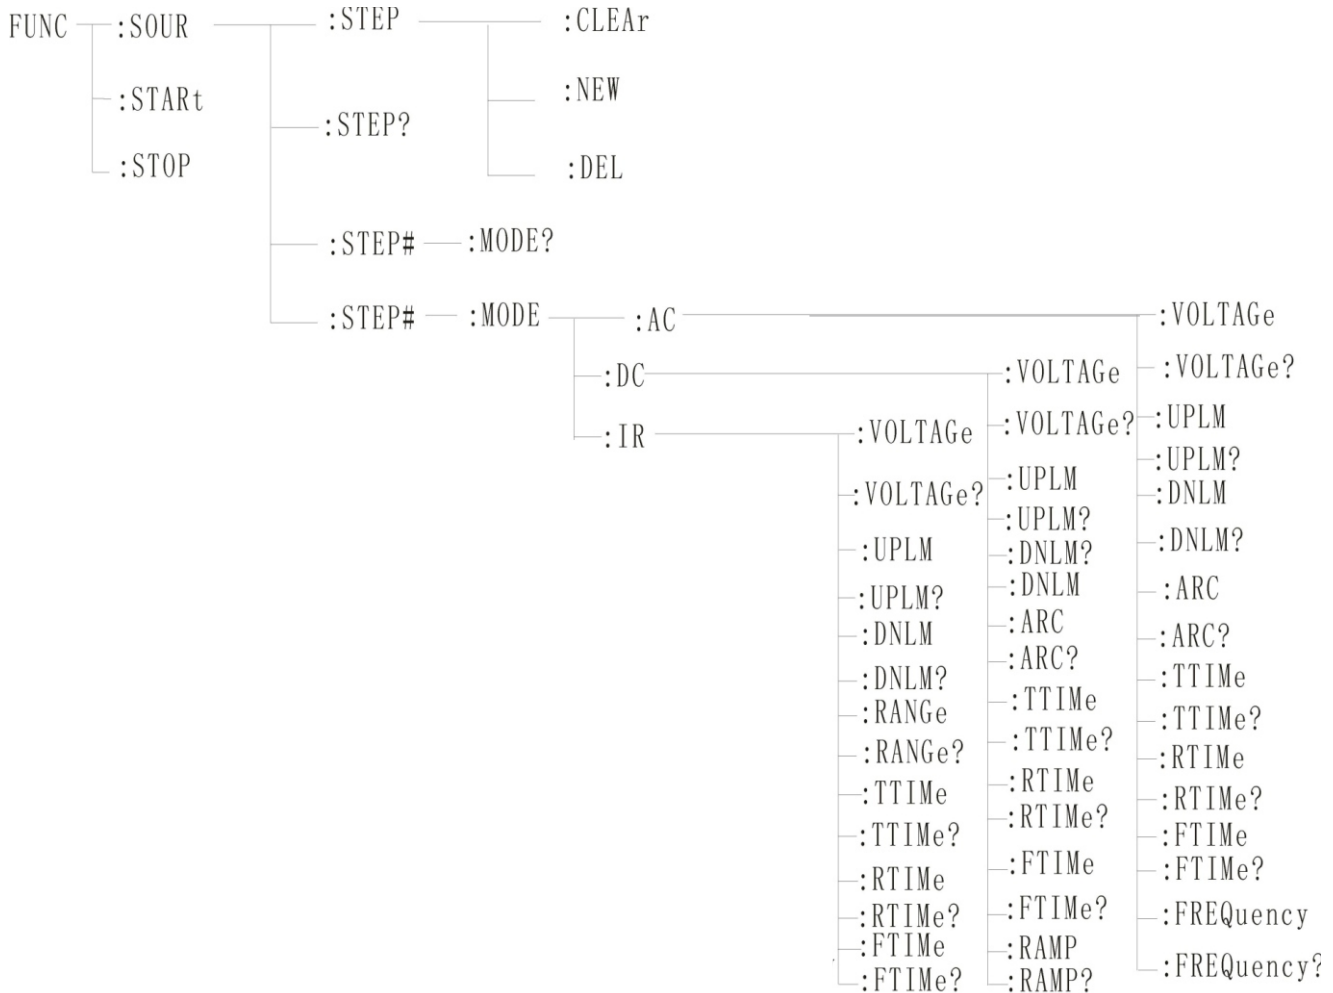 FUNC :SOUR :STEP :CLEAr
:NEW
:STARt
:STEP?
:STOP
:DEL
:STEP# :MODE?
:STEP# :MODE :AC :VOLTAGe
:DC :VOLTAGe :VOLTAGe?
:IR :VOLTAGe :VOLTAGe? :UPLM
:UPLM?
:VOLTAGe? :UPLM :DNLM
:UPLM?
:UPLM :DNLM? :DNLM?
:UPLM? :DNLM :ARC
:DNLM :ARC :ARC?
:DNLM? :ARC? :TTIMe
:RANGe :TTIMe :TTIMe?
:RANGe? :TTIMe? :RTIMe
:TTIMe :RTIMe :RTIMe?
:TTIMe? :RTIMe? :FTIMe
:RTIMe :FTIMe :FTIMe?
:RTIMe? :FTIMe? :FREQuency
:FTIMe :RAMP
:FTIMe? :RAMP? :FREQuency?